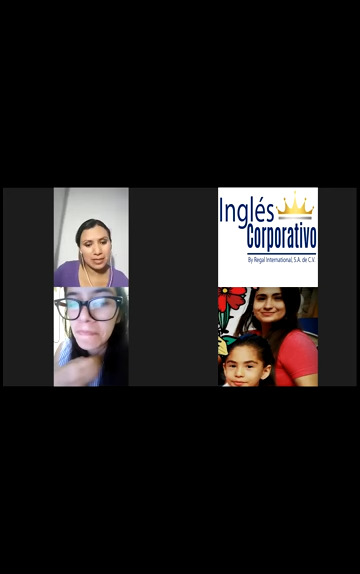 Inglés
Corporativo
By Regal International, S.A. de C.V.